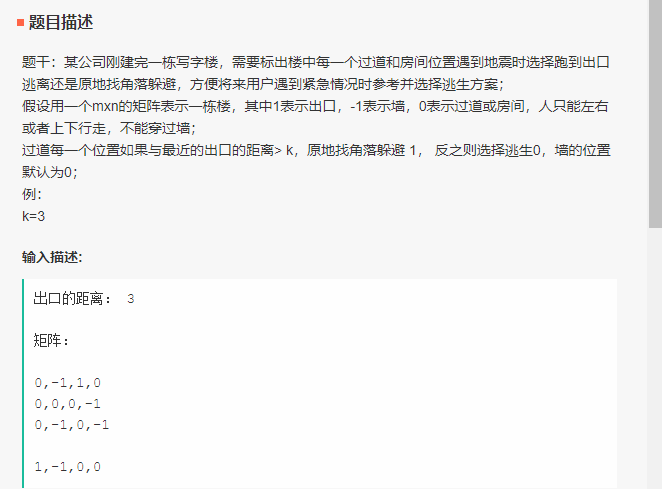 题目描述
题干：某公司刚建完一栋写字楼，需要标出楼中每一个过道和房间位置遇到地震时选择跑到出口
逃离还是原地找角落躲避，方便将来用户遇到紧急情况时参考并选择逃生方案；
假设用一个mxn的矩阵表示一栋楼，其中1表示出口，-1表示墙，0表示过道或房间，人只能左右
或者上下行走，不能穿过墙；
过道每一个位置如果与最近的出口的距离> k，原地找角落躲避 1， 反之则选择逃生0，墙的位置
默认为0；
例：
k=3
输入描述:
出口的距离： 3
矩阵：
0,-1,1,0
0,0,0,-1
0,-1,0,-1
1,-1,0,0